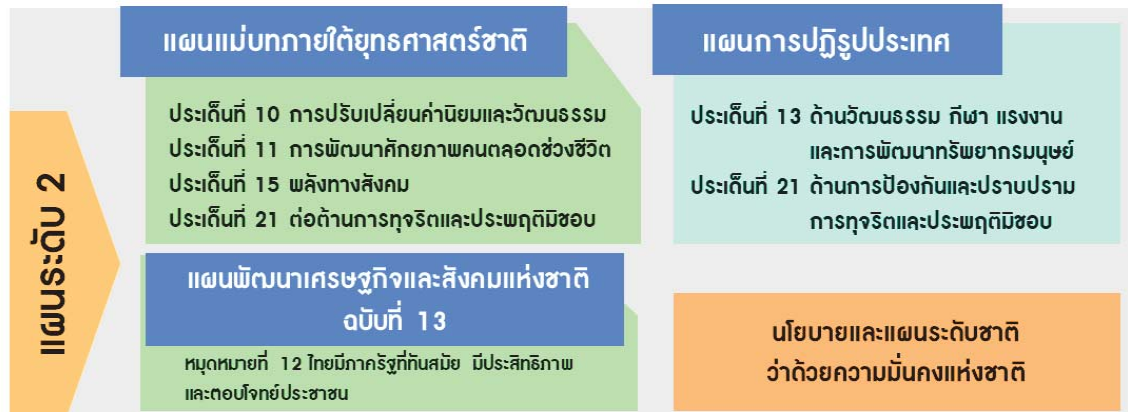 แผนระดับ 2
แผนแม่บทภายใต้ยุทธศาสตร์ชาติ
ประเด็นที่ 10 การปรับเปลี่ยนค่านิยมและวัฒนธรรม
ประเด็นที่ 11 การพัฒนาศักยภาพคนตลอดช่วงชีวิต
ประเด็นที่ 15 พลังทางสังคม
ประเด็นที่ 21 ต่อต้านการทุจริตและประพฤติมิชอบ
แผนการปฏิรูปประเทศ
ประเด็นที่ 13 ด้านวัฒนธรรม กีฬา แรงงาน
และการพัฒนาทรัพยากรมนุษย์
ประเด็นที่ 21 ด้านการป้องกันและปราบปราม
การทุจริตและประพฤติมิชอบ
แผนพัฒนาเศรษฐกิจและสังคมแห่งชาติ
ฉบับที่ 13
หมุดหมายที่ 12 ไทยมีภาครัฐที่ทันสมัย มีประสิทธิภาพ
และตอบโจทย์ประชาชน
นโยบายและแผนระดับชาติ
ว่าด้วยความมั่นคงแห่งชาติ